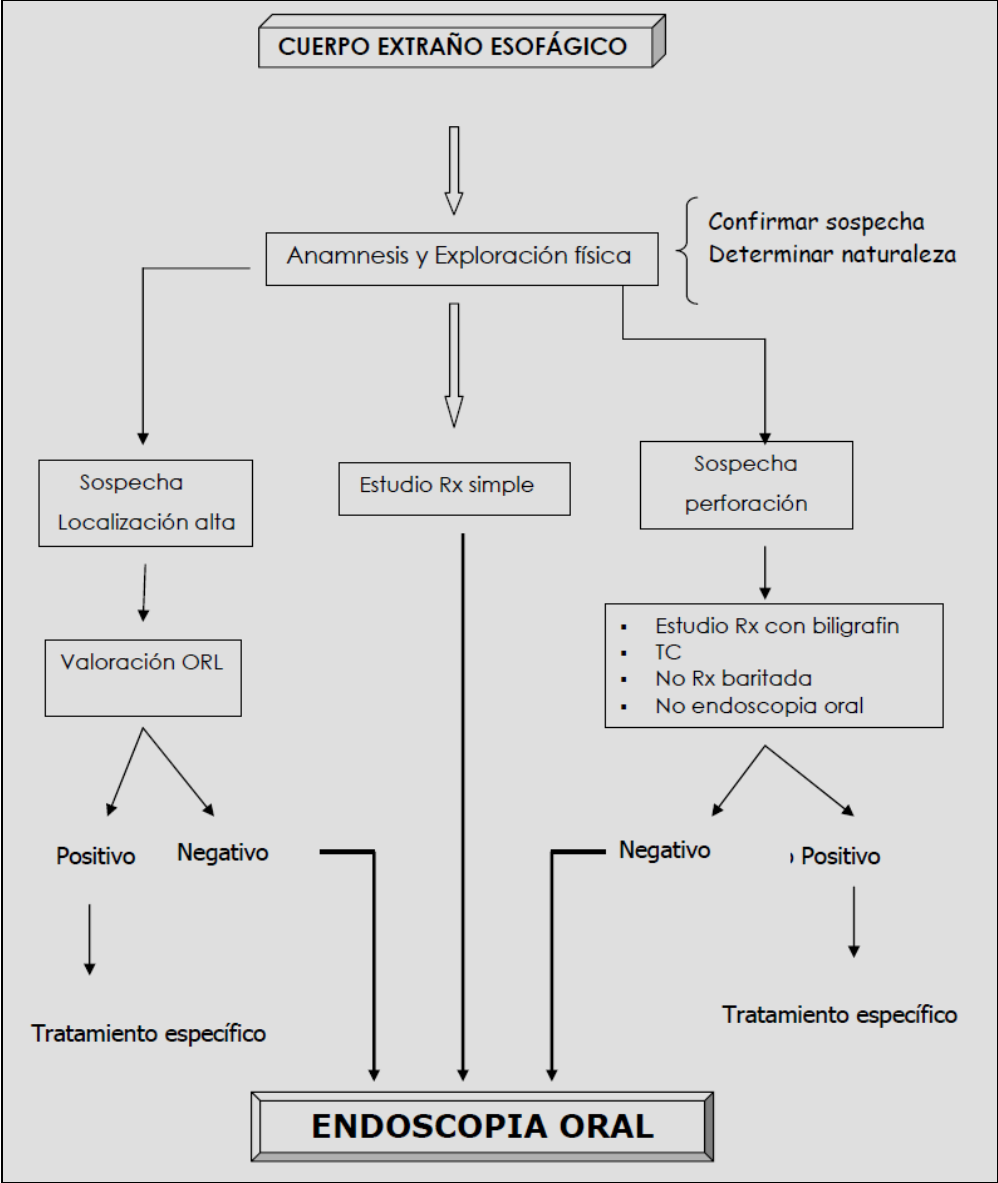 CUERPO EXTRAÑO ESOFÁGICO
Anamnesis y Exploración física
Confirmar sospecha
Determinar naturaleza
Sospecha
Localización alta
Estudio Rx simple
Sospecha
perforación
Valoración ORL
▪ Estudio Rx con biligrafin
▪ TC
▪ No Rx baritada
▪ No endoscopia oral
Positivo
Negativo
Negativo
Positivo
Tratamiento específico
Tratamiento específico
ENDOSCOPIA ORAL